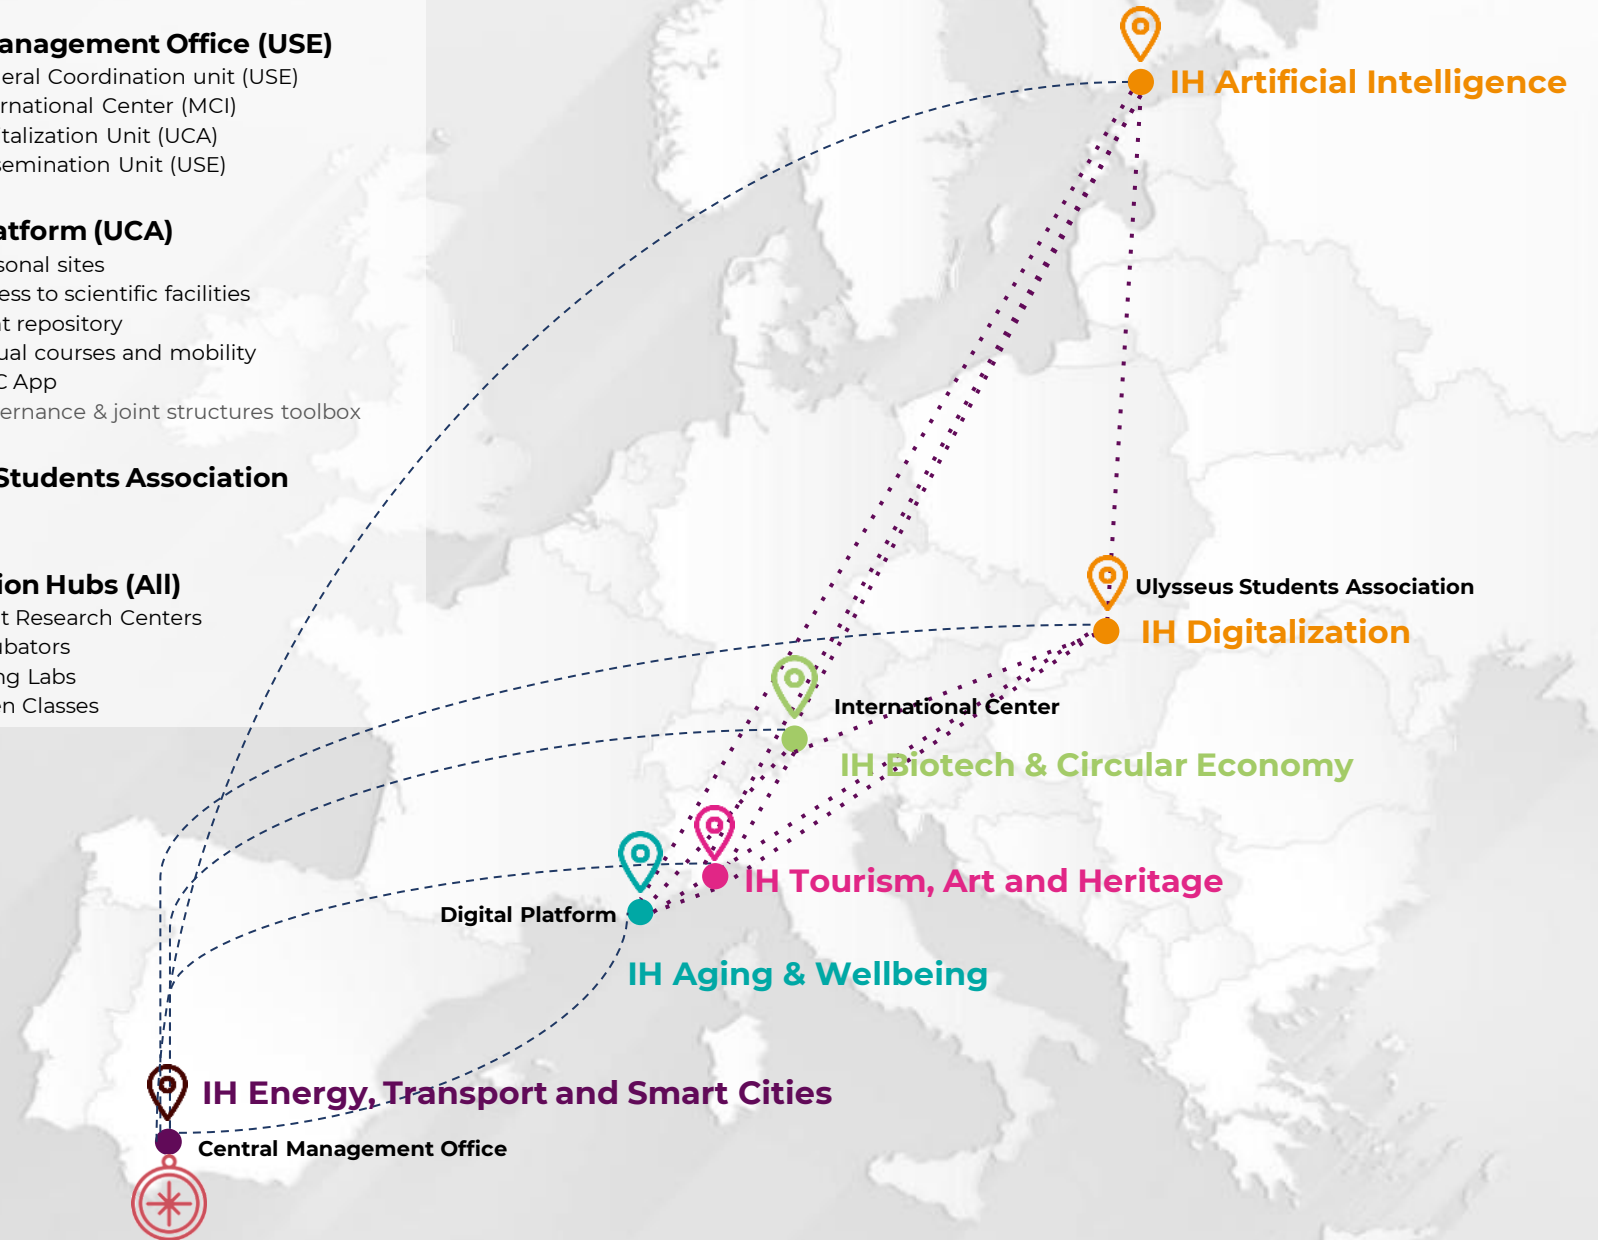 anagement Office (USE)
eral Coordination unit (USE)
rnational Center (MCI)
talization Unit (UCA)
semination Unit (USE)
atform (UCA)
sonal sites
ess to scientific facilities
t repository
ual courses and mobility
C App
ernance & joint structures toolbox
Students Association
ion Hubs (All)
t Research Centers
ubators
ng Labs
n Classes
IH Artificial Intelligence
Ulysseus Students Association
IH Digitalization
International Center
IH Biotech & Circular Economy
IH Tourism, Art and Heritage
Digital Platform
IH Aging & Wellbeing
IH Energy, Transport and Smart Cities
Central Management Office